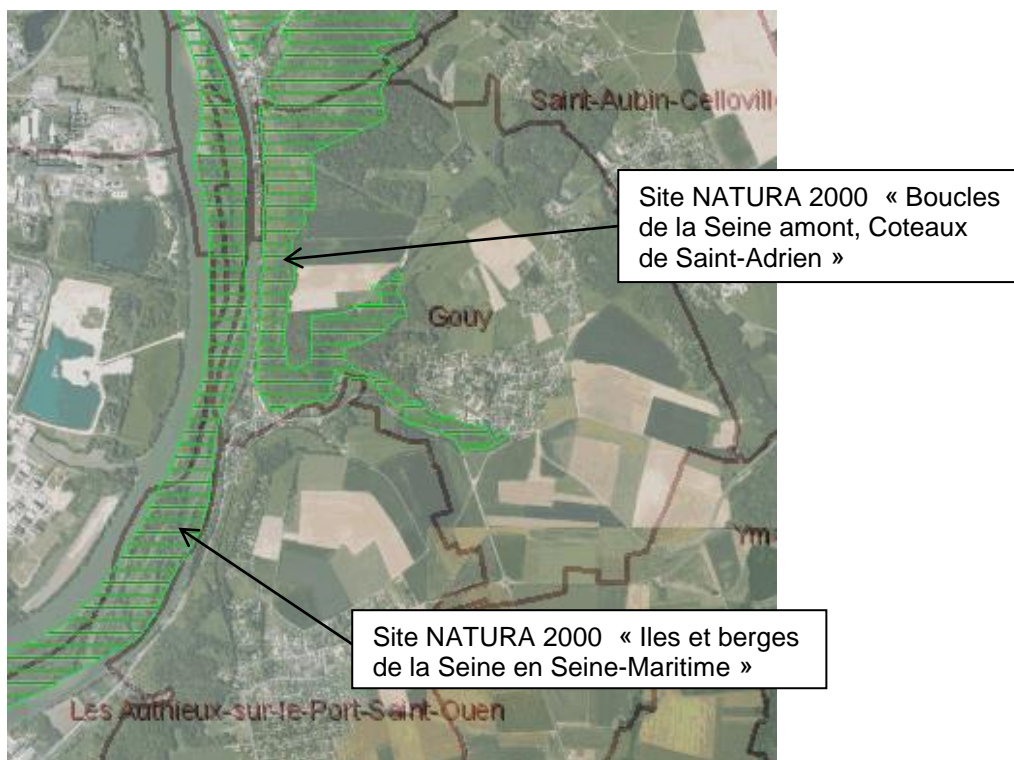 Saint-Aubin-Cellovill
Site NATURA 2000 « Boucles
de la Seine amont, Coteaux
de Saint-Adrien »
Gouy
Ym
Site NATURA 2000 « Iles et berges
de la Seine en Seine-Maritime »
Les Authieux-sur-le-Port-Saint-Ouen